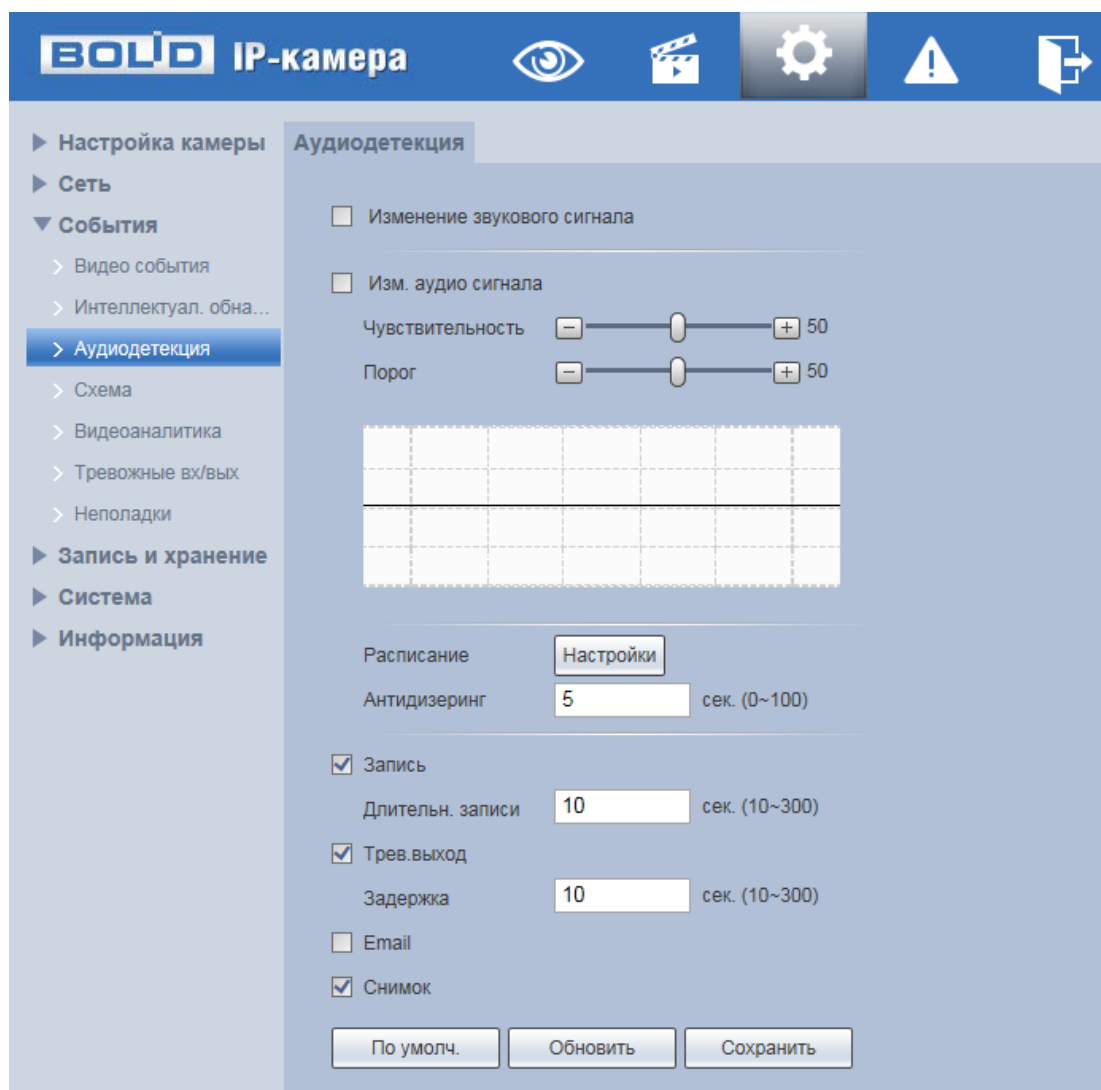 BOLID IP-камера
Настройка камеры
Сеть
События
Видео события
Интеллектуал. обна...
Аудиодетекция
Схема
Видеоаналитика
Тревожные вх/вых
Неполадки
Запись и хранение
Система
Информация
Аудиодетекция
Изменение звукового сигнала
Изм. аудио сигнала
Чувствительность 50
Порог 50
Расписание Настройки
Антидизеринг 5 сек. (0~100)
Запись
Длительн. записи 10 сек. (10~300)
Трев.выход
Задержка 10 сек. (10~300)
Email
Снимок
По умолч. Обновить Сохранить